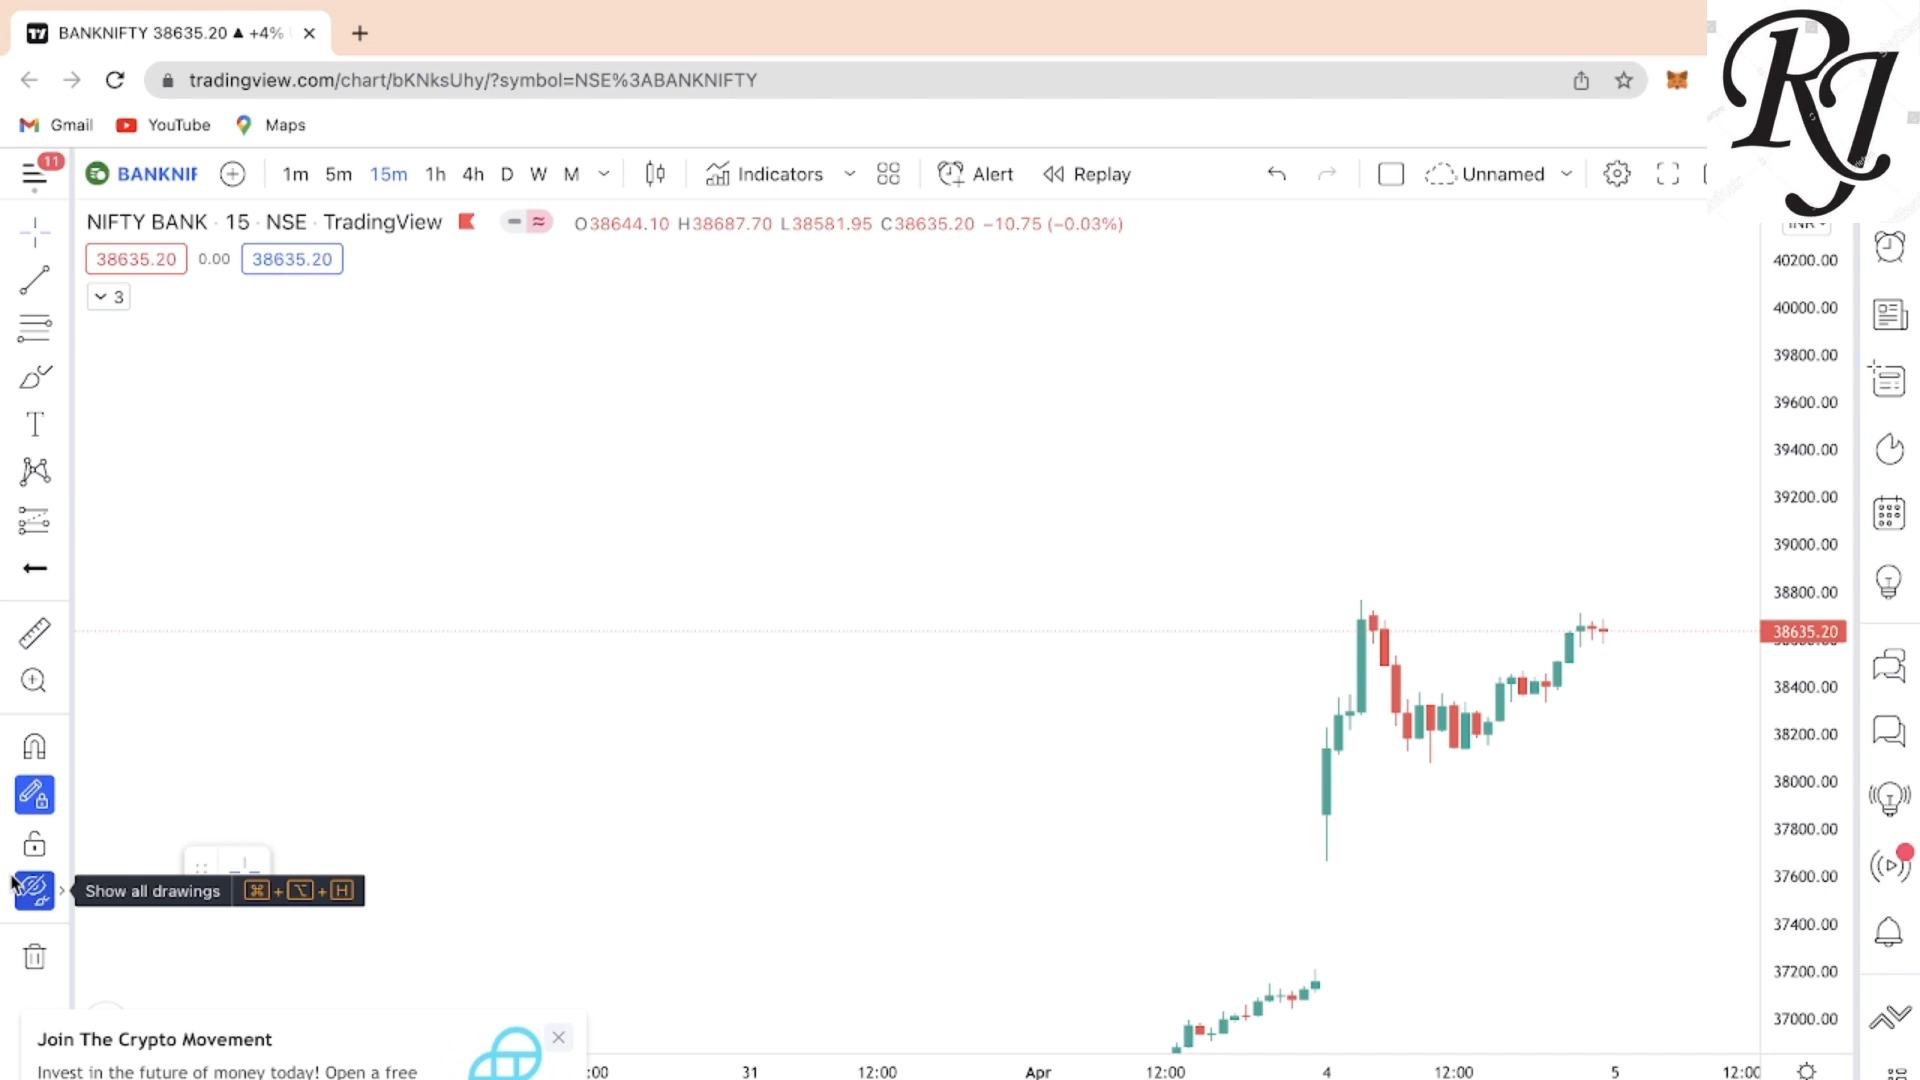 BANKNIFTY 38635.20 ▲ +4%
tradingview.com/chart/bKNksUhy/?symbol=NSE%3ABANKNIFTY
Gmail YouTube Maps
RJ
11 BANKNIF 1m 5m 15m 1h 4h D W M Indicators Alert Replay Unnamed
NIFTY BANK · 15 · NSE · TradingView O38644.10 H38687.70 L38581.95 C38635.20 −10.75 (−0.03%)
INR
38635.20 0.00 38635.20
3
40200.00
40000.00
39800.00
39600.00
39400.00
39200.00
39000.00
38800.00
38635.20
38400.00
38200.00
38000.00
37800.00
37600.00
37400.00
37200.00
37000.00
Show all drawings ⌘ + ⌥ + H
Join The Crypto Movement
Invest in the future of money today! Open a free
:00 31 12:00 Apr 12:00 4 12:00 5 12:00